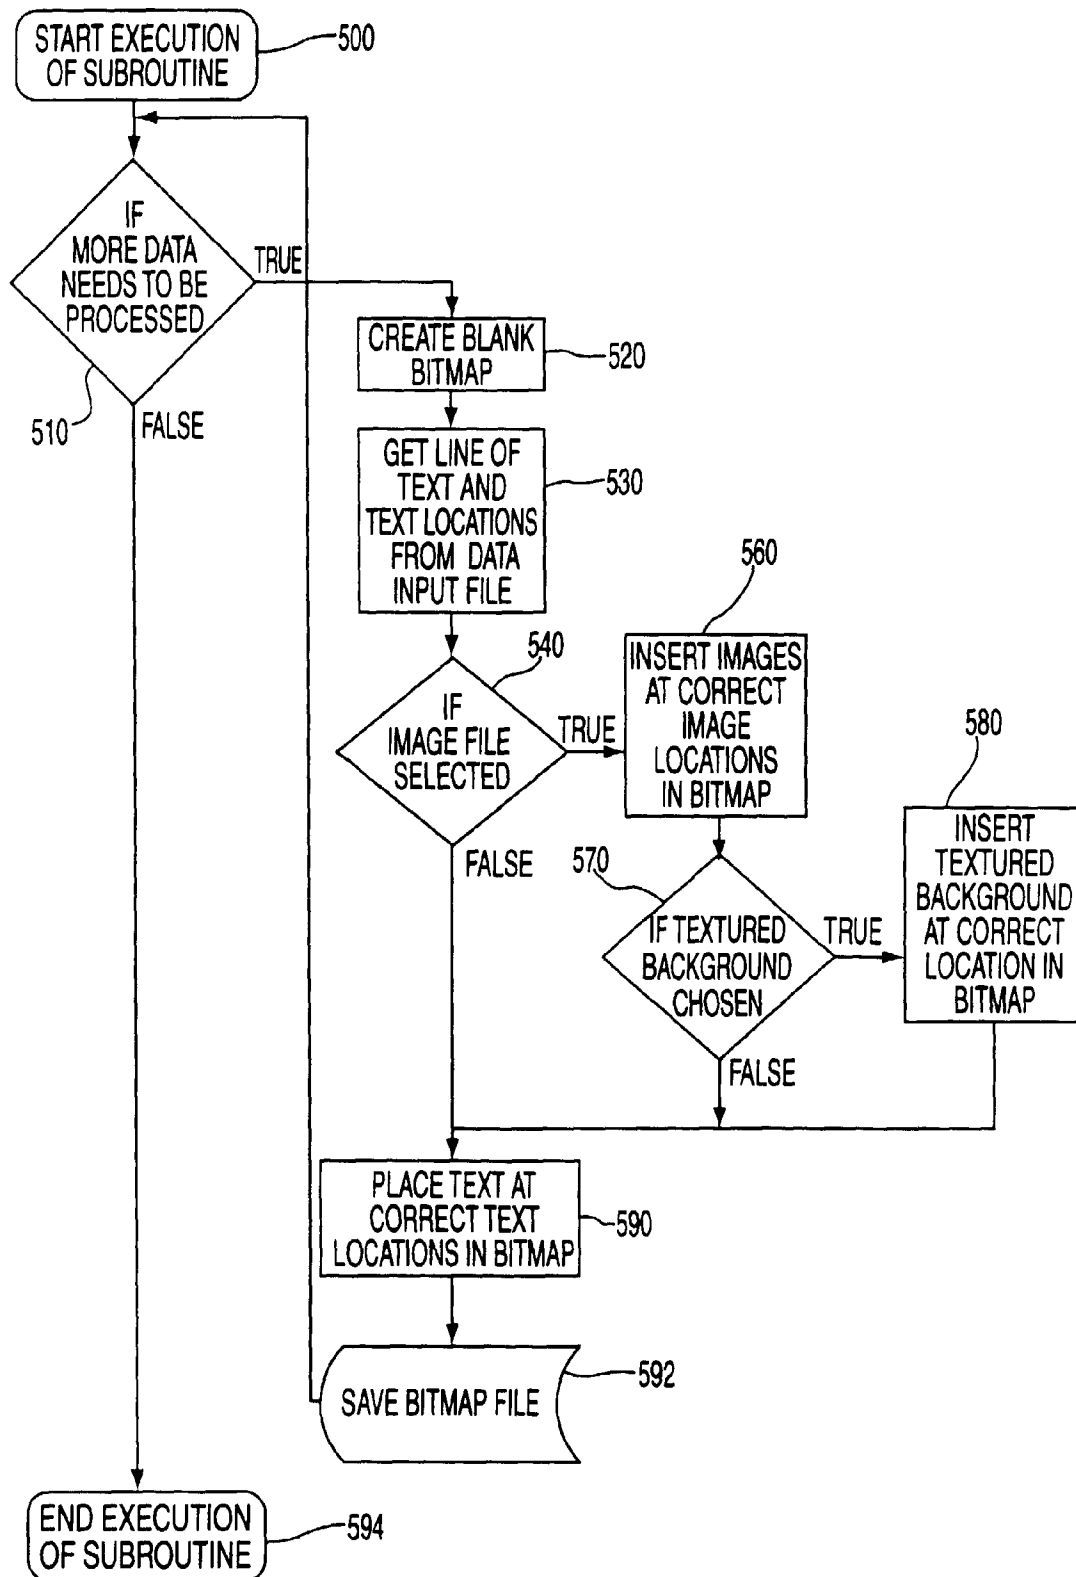 START EXECUTION
OF SUBROUTINE
500
IF
MORE DATA
NEEDS TO BE
PROCESSED
TRUE
510
FALSE
CREATE BLANK
BITMAP
520
GET LINE OF
TEXT AND
TEXT LOCATIONS
FROM DATA
INPUT FILE
530
540
IF
IMAGE FILE
SELECTED
TRUE
FALSE
560
INSERT IMAGES
AT CORRECT
IMAGE
LOCATIONS
IN BITMAP
570
IF TEXTURED
BACKGROUND
CHOSEN
TRUE
FALSE
580
INSERT
TEXTURED
BACKGROUND
AT CORRECT
LOCATION IN
BITMAP
PLACE TEXT AT
CORRECT TEXT
LOCATIONS IN BITMAP
590
SAVE BITMAP FILE
592
END EXECUTION
OF SUBROUTINE
594